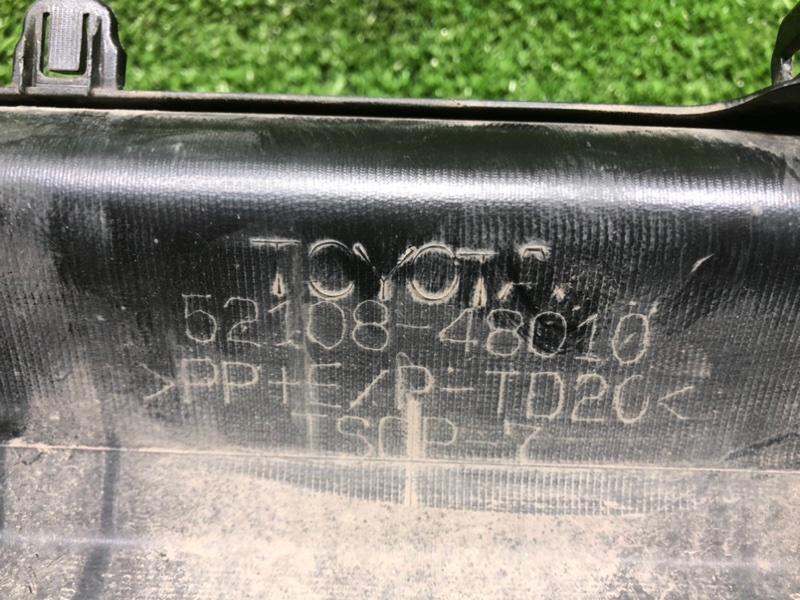 TOYOTA
52108-48010
>PP+E/P-TD20<
TSOP-7